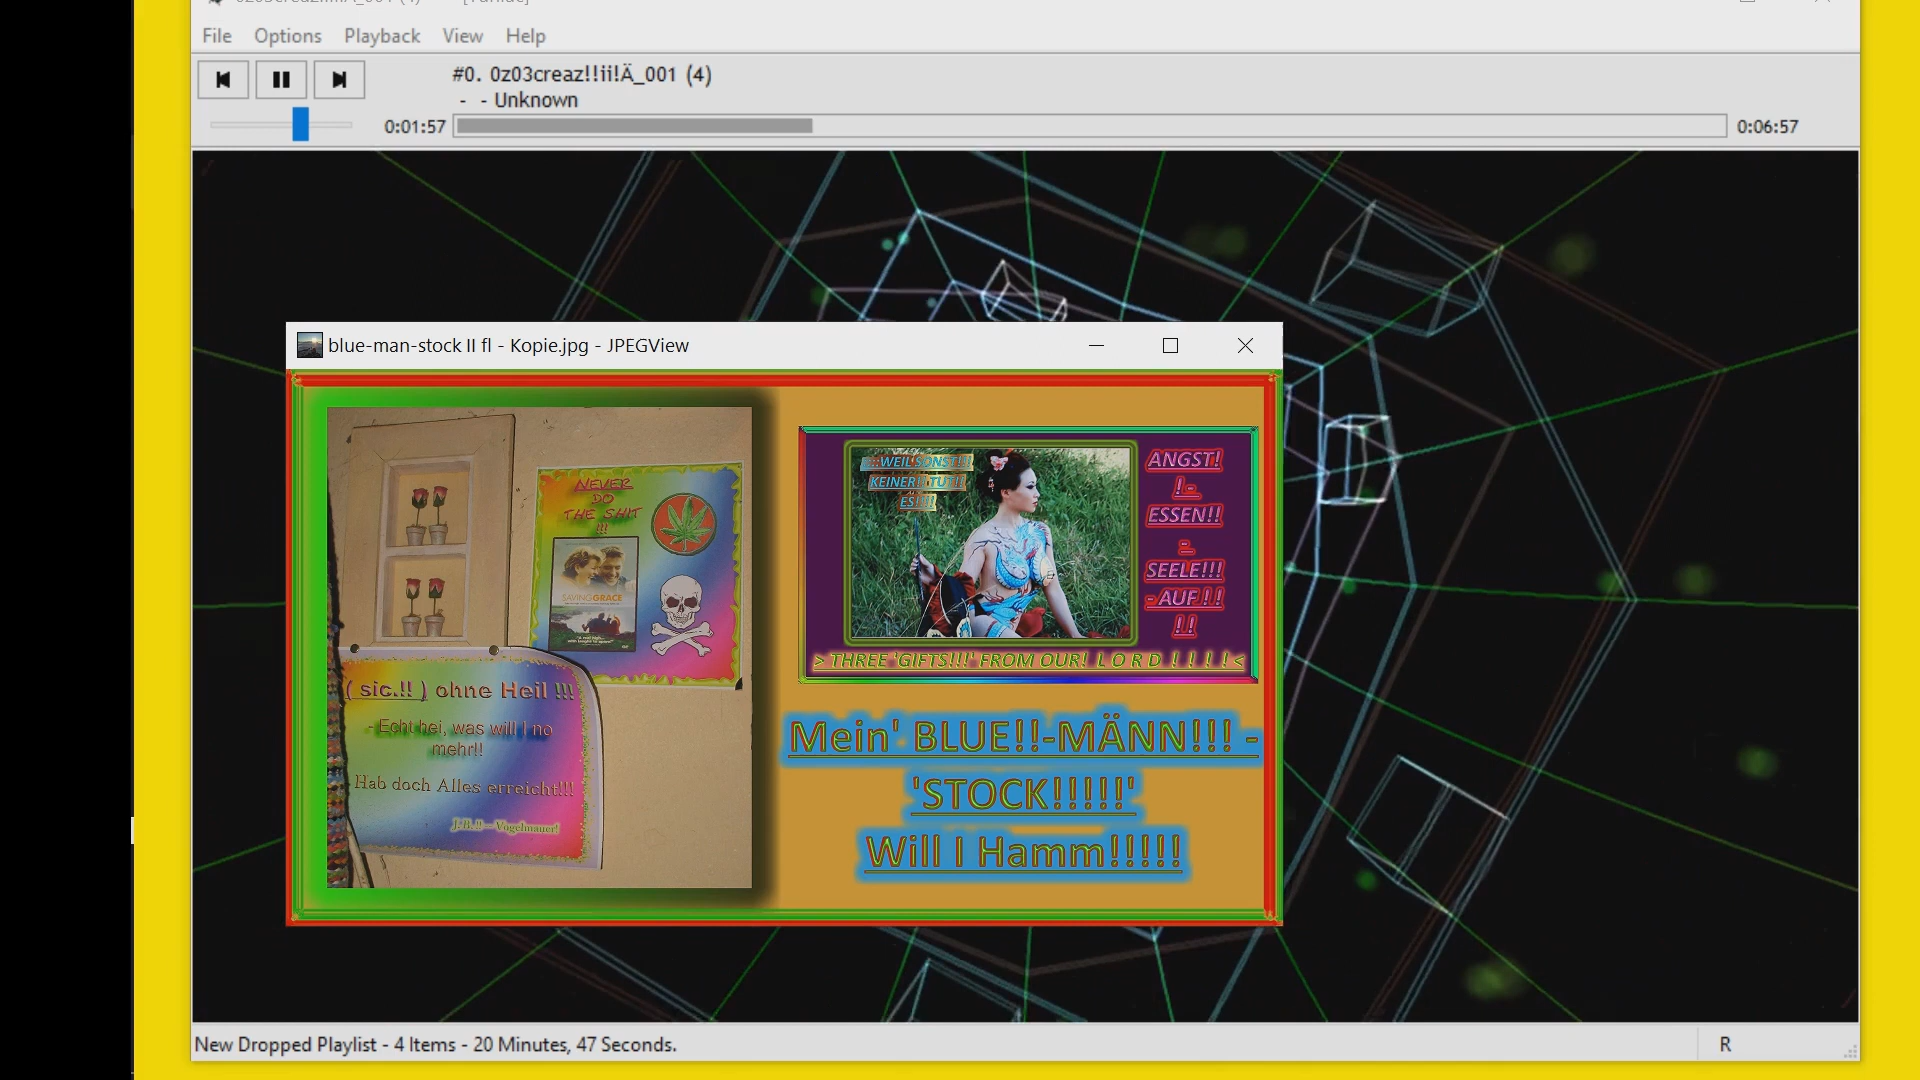 File Options Playback View Help
#0. 0z03creaz!!ii!Ä_001 (4)
- - Unknown
0:01:57
0:06:57
blue-man-stock II fl - Kopie.jpg - JPEGView
NEVER
DO
THE SHIT
!!!
SAVING GRACE
( sic.!! ) ohne Heil !!!
- Echt hei, was will I no
mehr!!
Hab doch Alles erreicht!!!
J.B.!! - Vogelmauer!
WEIL SONST!!!
KEINER!! TUT!!
ES!!!!
ANGST!
! -
ESSEN!!
-
SEELE!!!
- AUF ! !
! !
> THREE 'GIFTS!!!' FROM OUR! L O R D ! ! ! ! <
Mein' BLUE!!-MÄNN!!! -
'STOCK!!!!!'
Will I Hamm!!!!!
New Dropped Playlist - 4 Items - 20 Minutes, 47 Seconds.
R